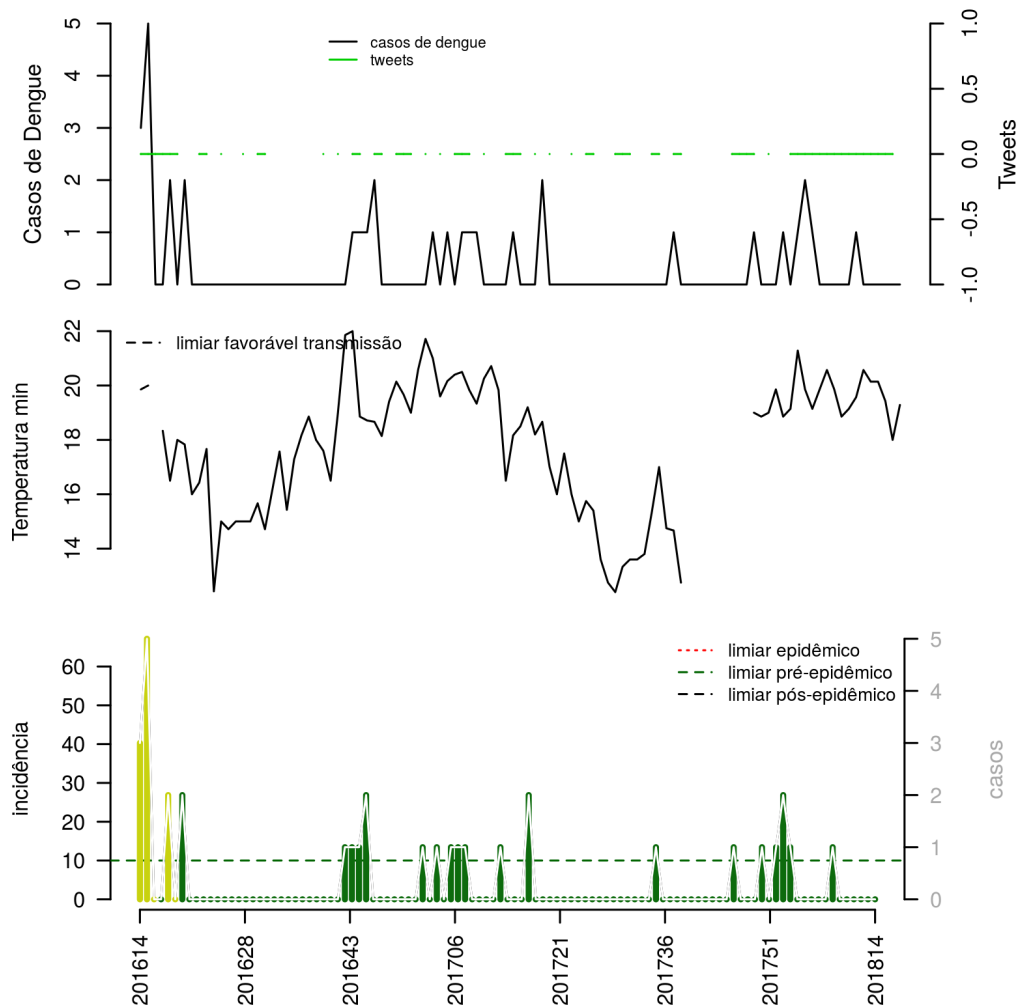 Casos de Dengue
0 1 2 3 4 5
casos de dengue
tweets
-1.0 -0.5 0.0 0.5 1.0
Tweets
Temperatura min
14 16 18 20 22
limiar favorável transmissão
incidência
0 10 20 30 40 50 60
limiar epidêmico
limiar pré-epidêmico
limiar pós-epidêmico
0 1 2 3 4 5
casos
201614 201628 201643 201706 201721 201736 201751 201814